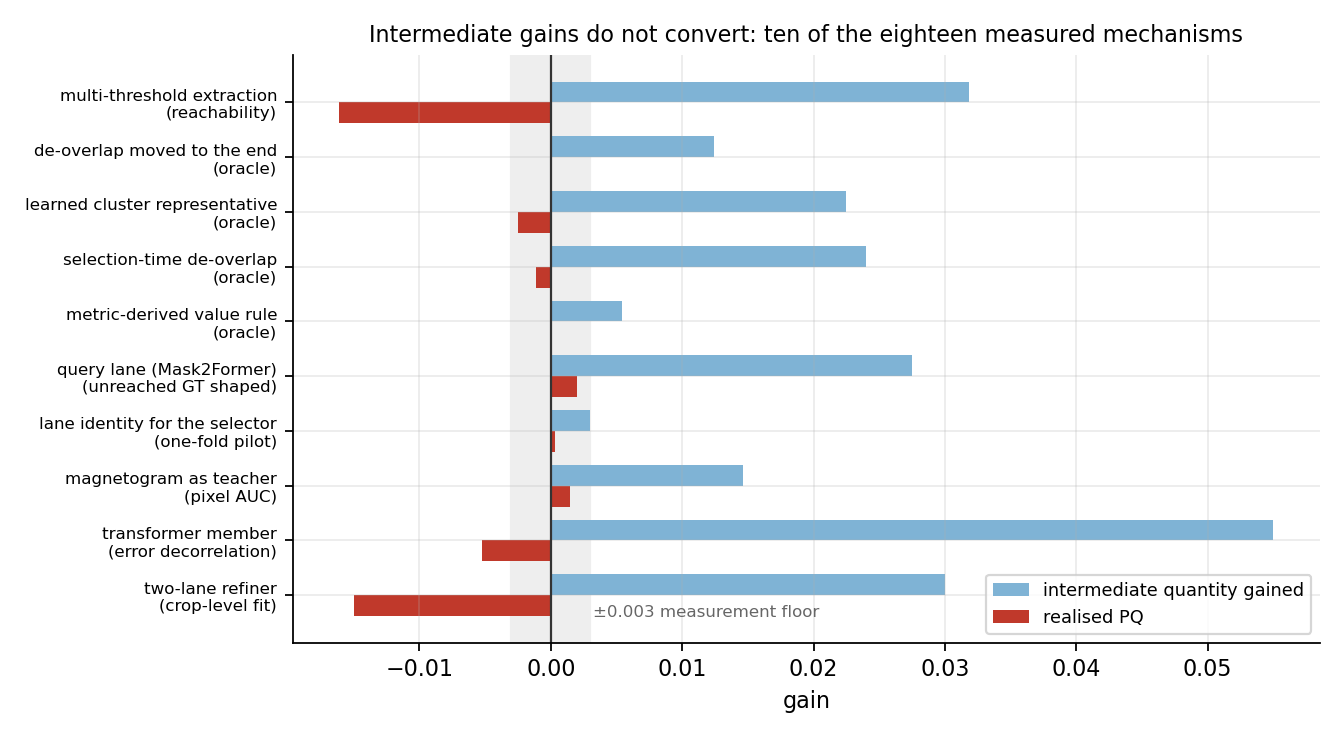 Intermediate gains do not convert: ten of the eighteen measured mechanisms
multi-threshold extraction
(reachability)
de-overlap moved to the end
(oracle)
learned cluster representative
(oracle)
selection-time de-overlap
(oracle)
metric-derived value rule
(oracle)
query lane (Mask2Former)
(unreached GT shaped)
lane identity for the selector
(one-fold pilot)
magnetogram as teacher
(pixel AUC)
transformer member
(error decorrelation)
two-lane refiner
(crop-level fit)
±0.003 measurement floor
intermediate quantity gained
realised PQ
−0.01 0.00 0.01 0.02 0.03 0.04 0.05
gain